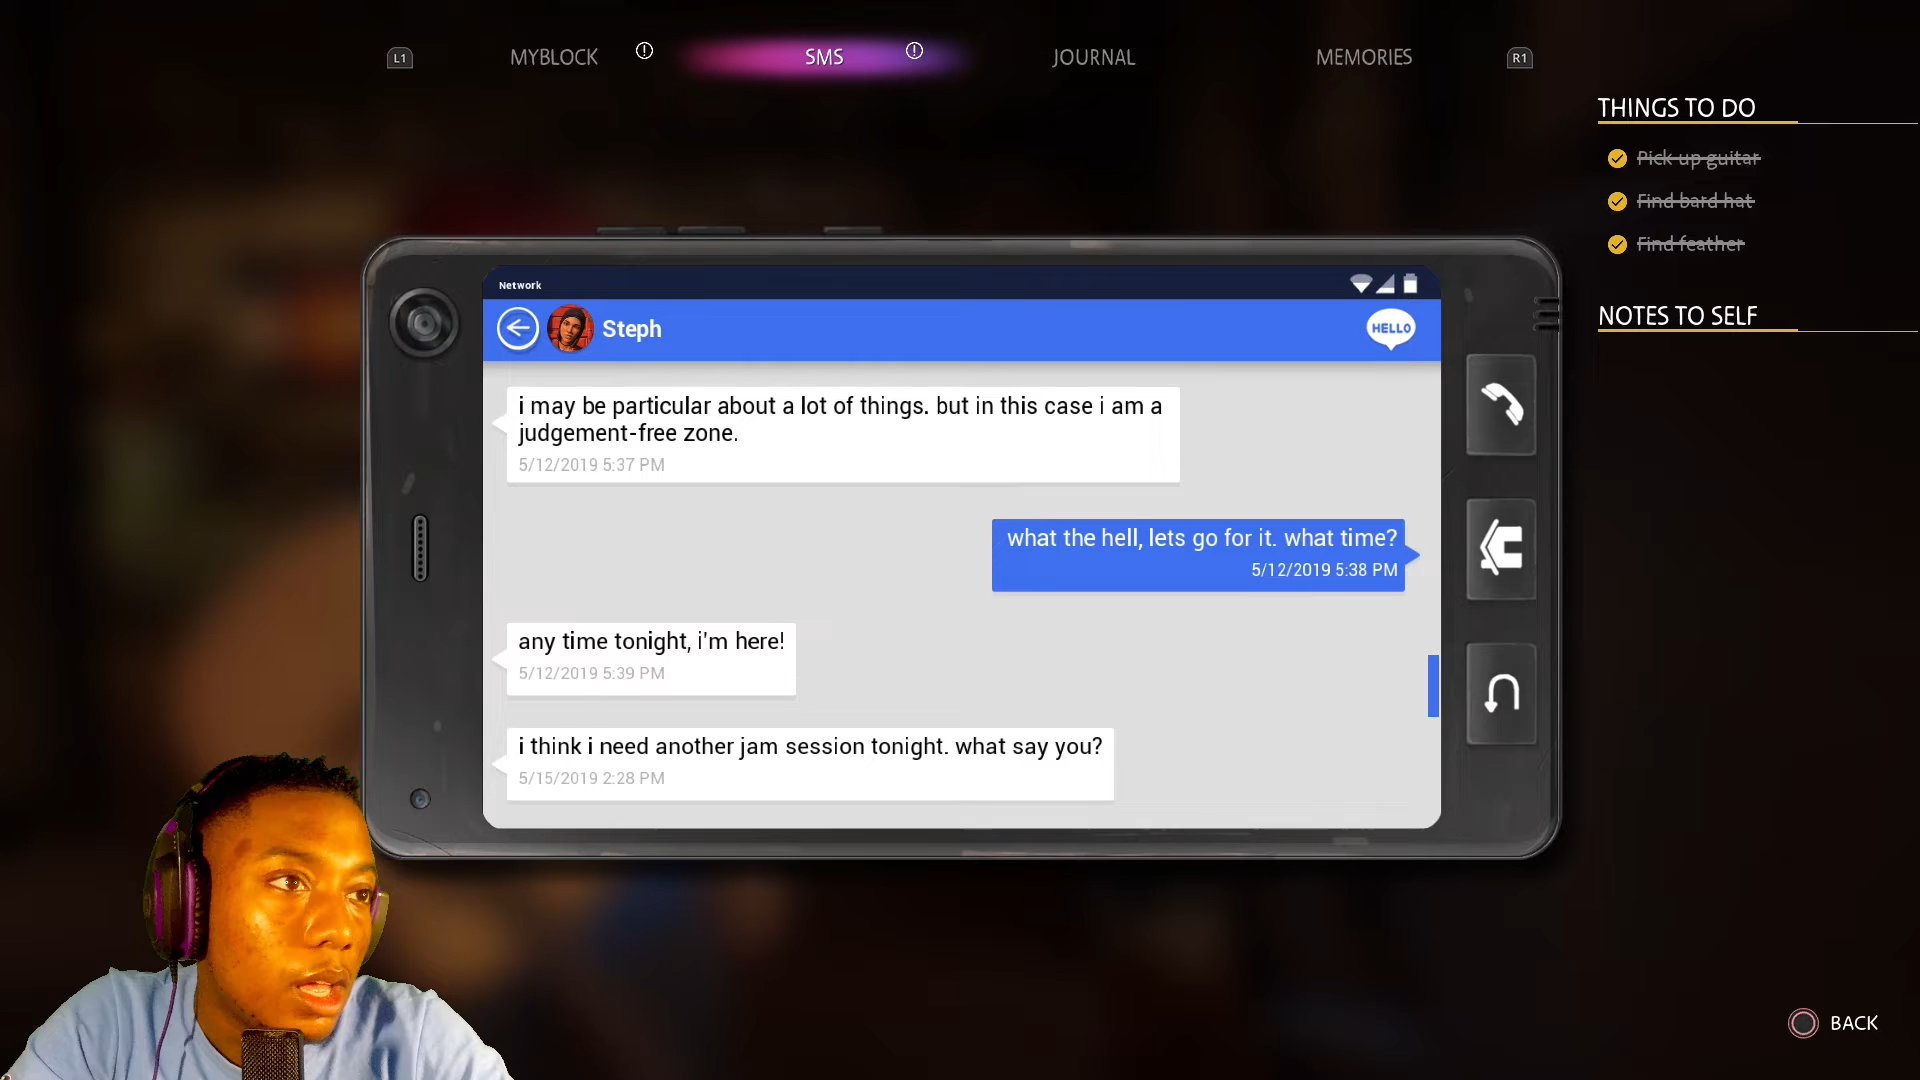 L1
MYBLOCK
SMS
JOURNAL
MEMORIES
R1
THINGS TO DO
Pick up guitar
Find bard hat
Find feather
NOTES TO SELF
Network
Steph
HELLO
i may be particular about a lot of things. but in this case i am a
judgement-free zone.
5/12/2019 5:37 PM
what the hell, lets go for it. what time?
5/12/2019 5:38 PM
any time tonight, i'm here!
5/12/2019 5:39 PM
i think i need another jam session tonight. what say you?
5/15/2019 2:28 PM
BACK